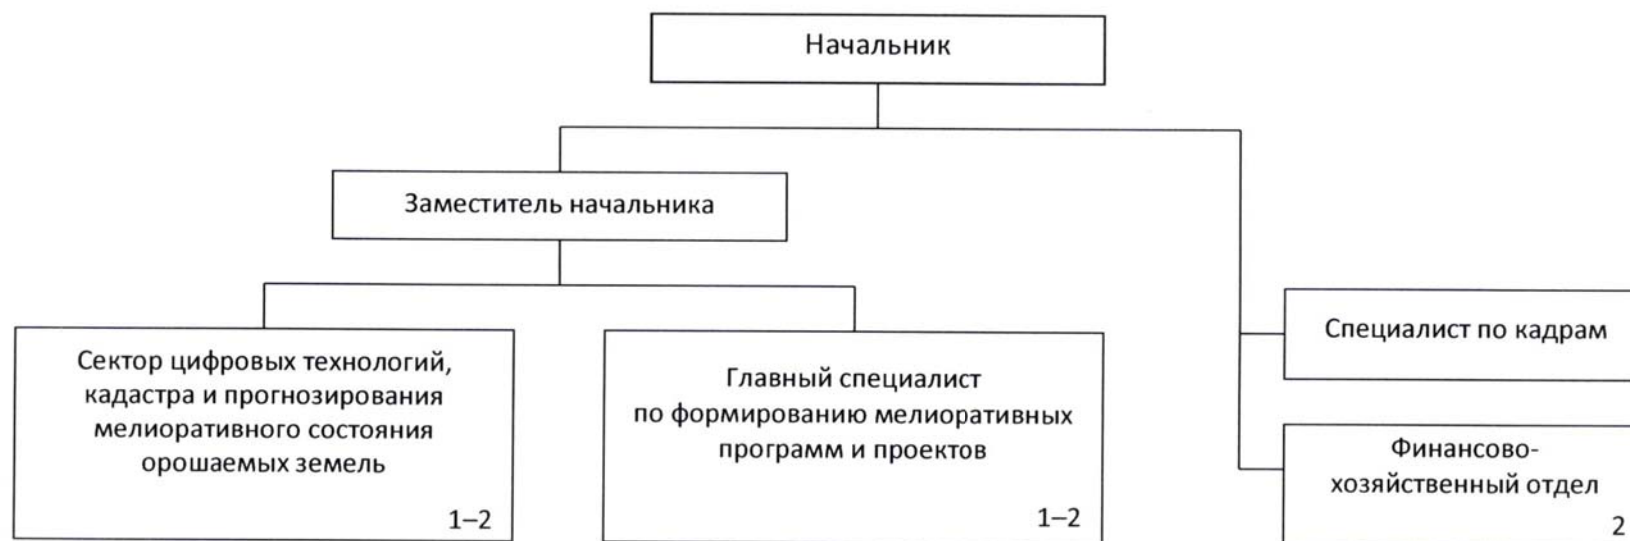 Начальник
Заместитель начальника
Сектор цифровых технологий,
кадастра и прогнозирования
мелиоративного состояния
орошаемых земель
1–2
Главный специалист
по формированию мелиоративных
программ и проектов
1–2
Специалист по кадрам
Финансово-
хозяйственный отдел
2